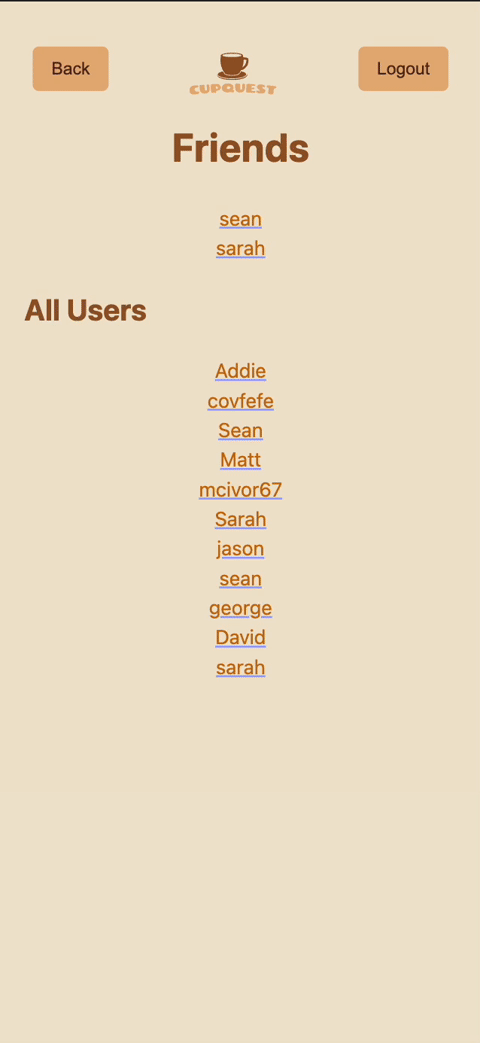 Back
CUPQUEST
Logout
Friends
sean
sarah
All Users
Addie
covfefe
Sean
Matt
mcivor67
Sarah
jason
sean
george
David
sarah